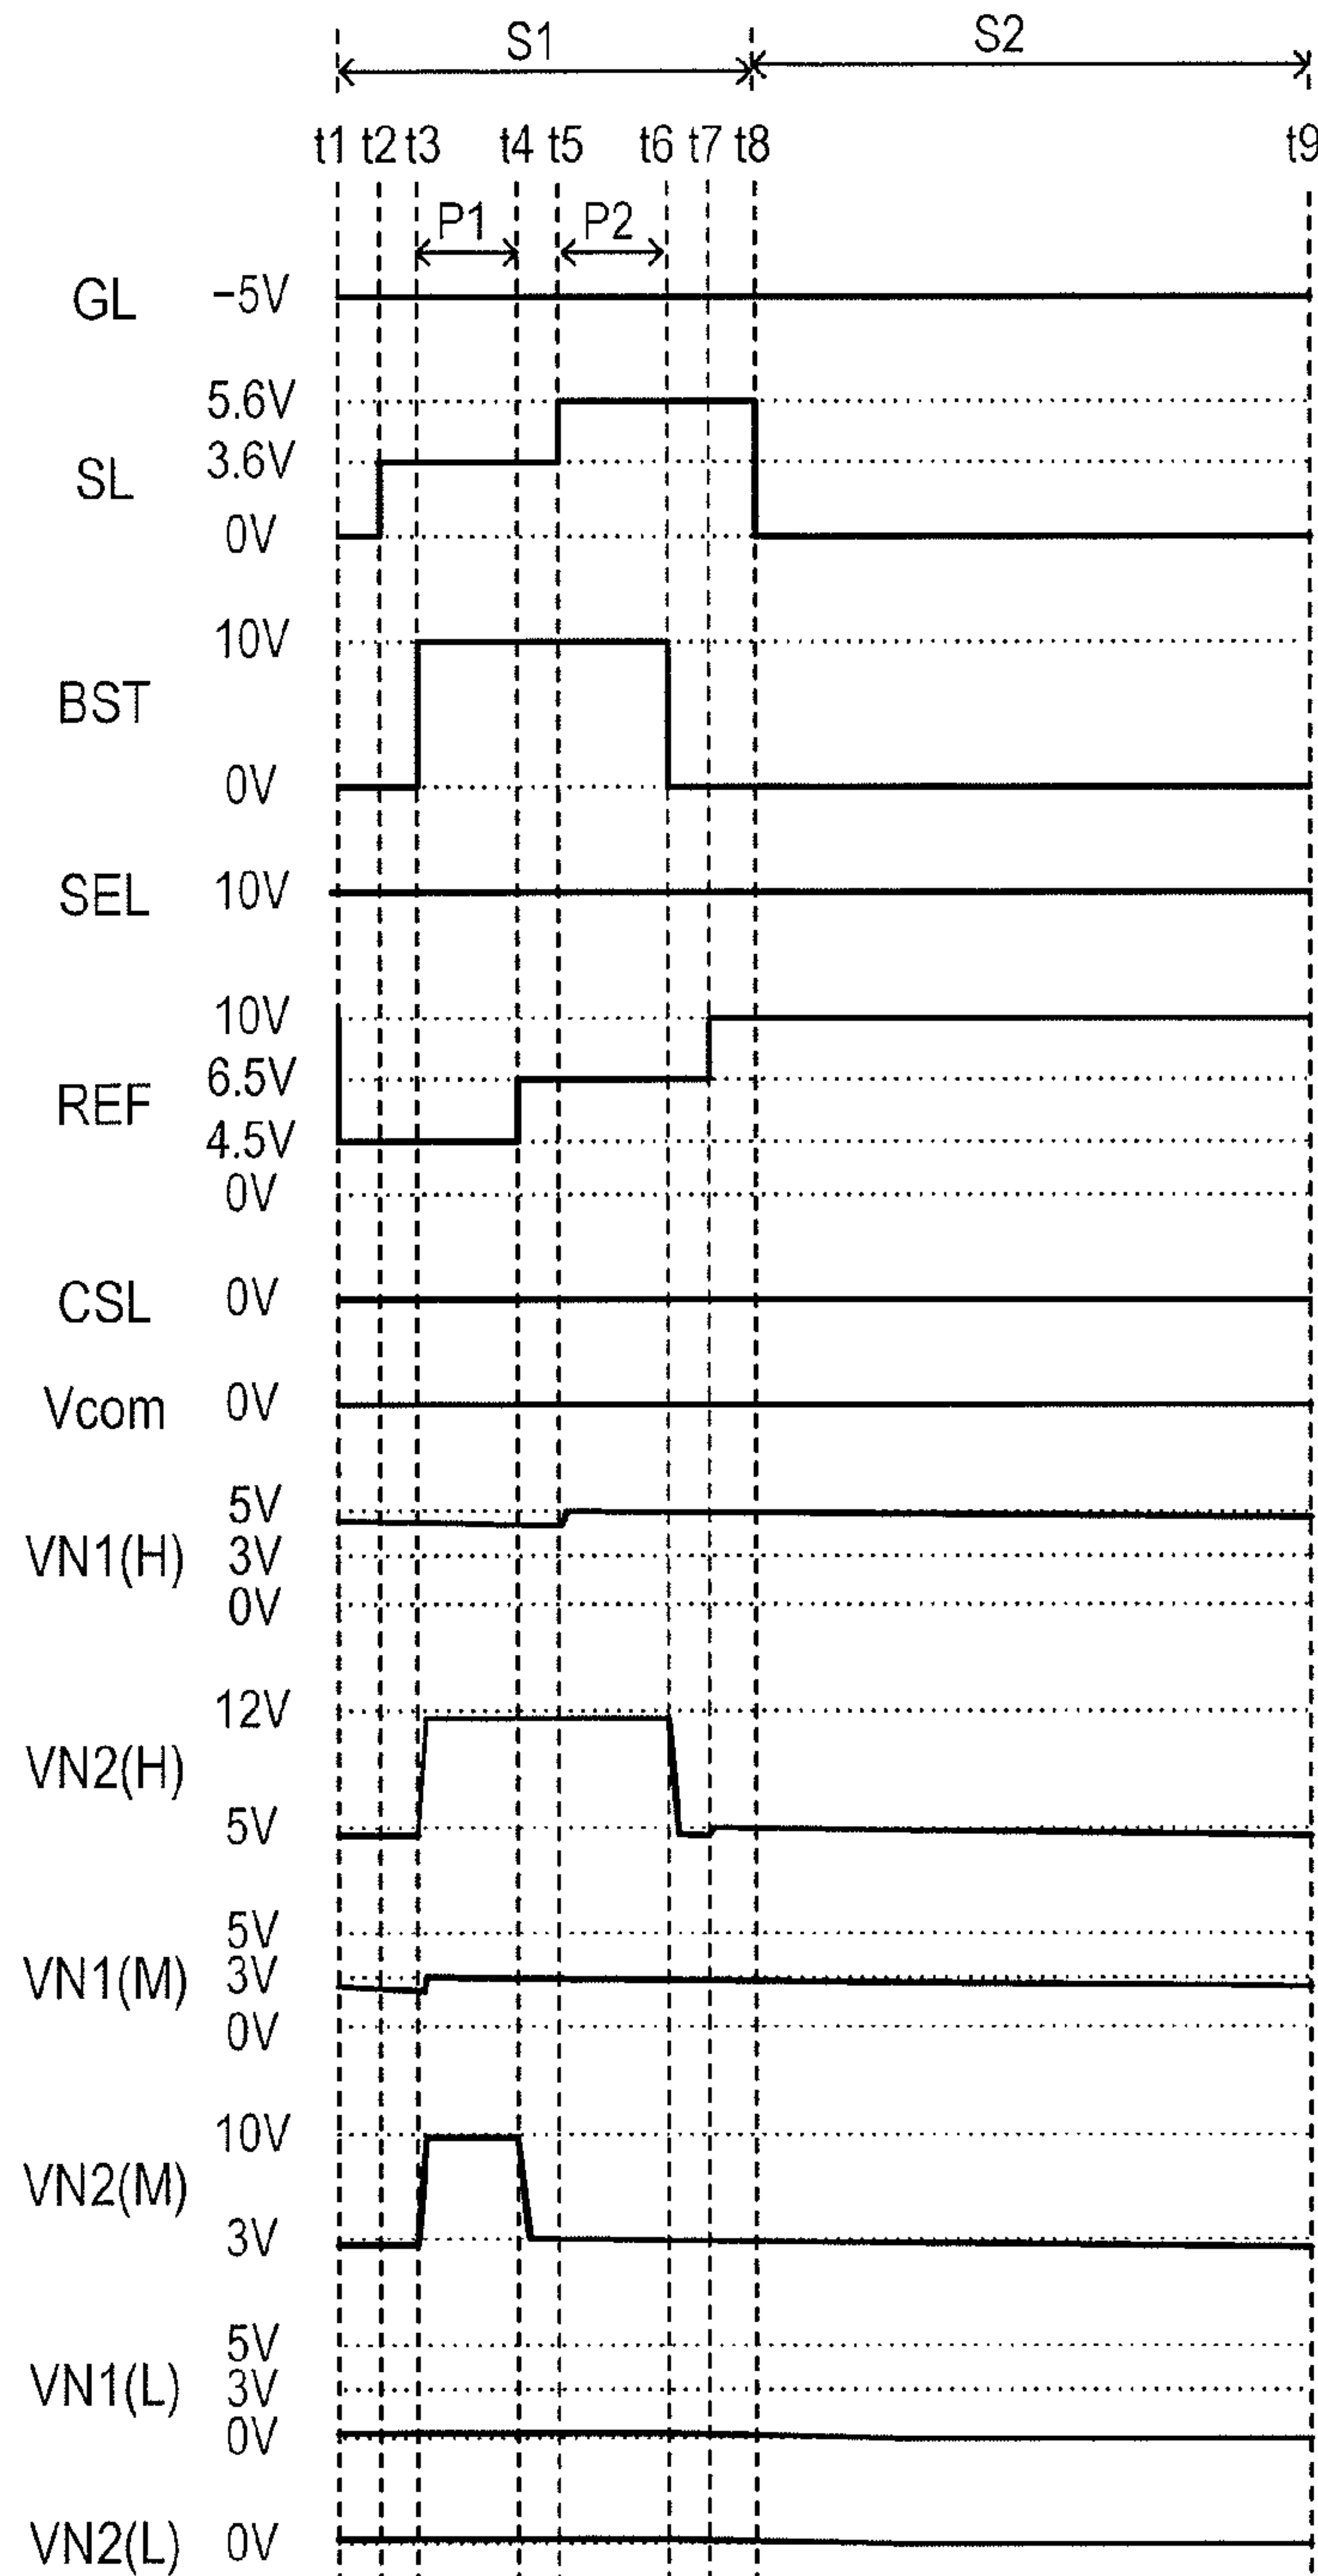 S1 S2
t1 t2 t3 t4 t5 t6 t7 t8 t9
P1 P2
GL −5V
5.6V
SL 3.6V
0V
10V
BST
0V
SEL 10V
10V
REF 6.5V
4.5V
0V
CSL 0V
Vcom 0V
5V
VN1(H) 3V
0V
12V
VN2(H)
5V
5V
VN1(M) 3V
0V
10V
VN2(M)
3V
5V
VN1(L) 3V
0V
VN2(L) 0V